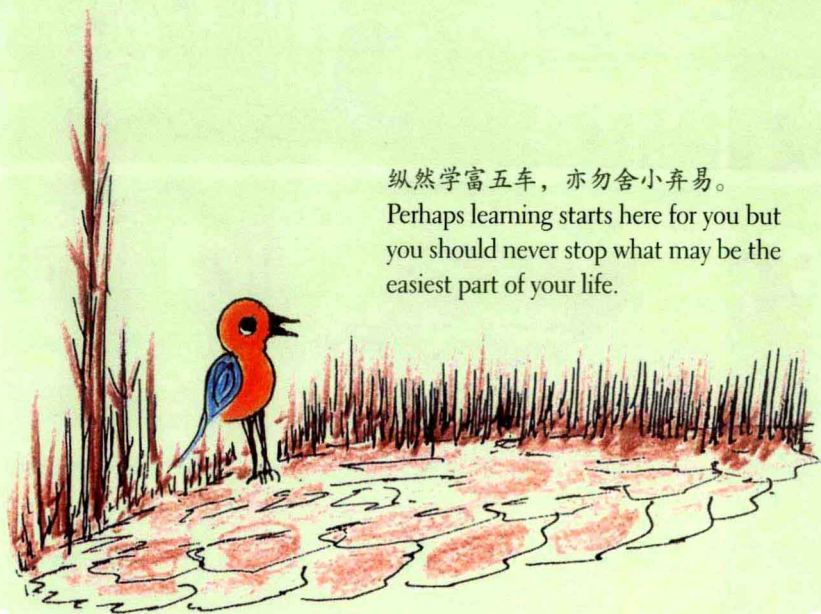 纵然学富五车，亦勿舍小弃易。
Perhaps learning starts here for you but
you should never stop what may be the
easiest part of your life.